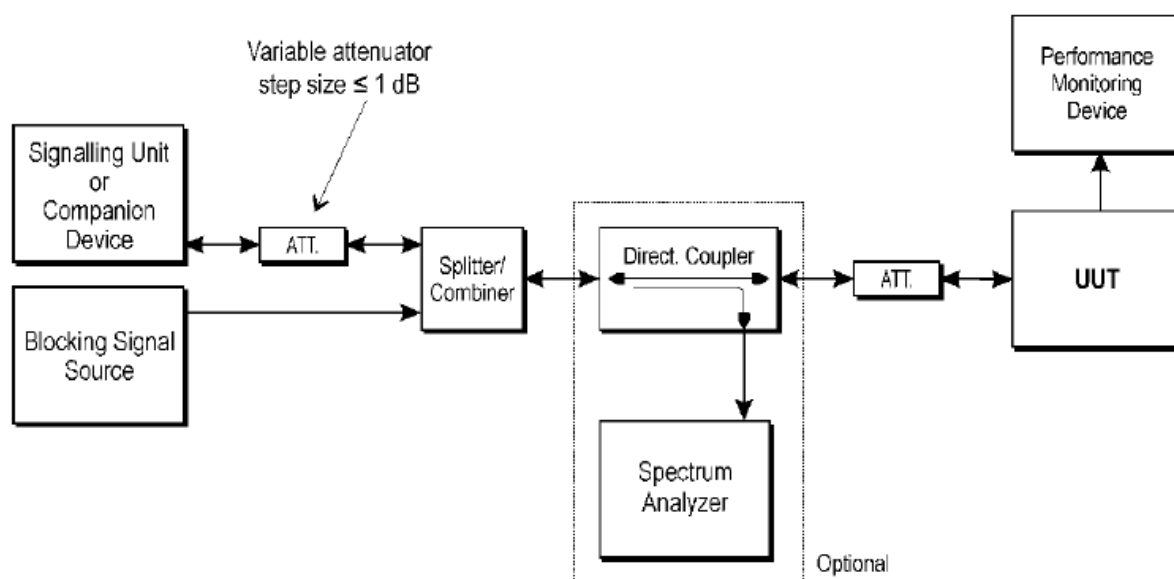 Variable attenuator
step size ≤ 1 dB
Performance
Monitoring
Device
Signalling Unit
or
Companion
Device
ATT.
Splitter/
Combiner
Direct. Coupler
ATT.
UUT
Blocking Signal
Source
Spectrum
Analyzer
Optional